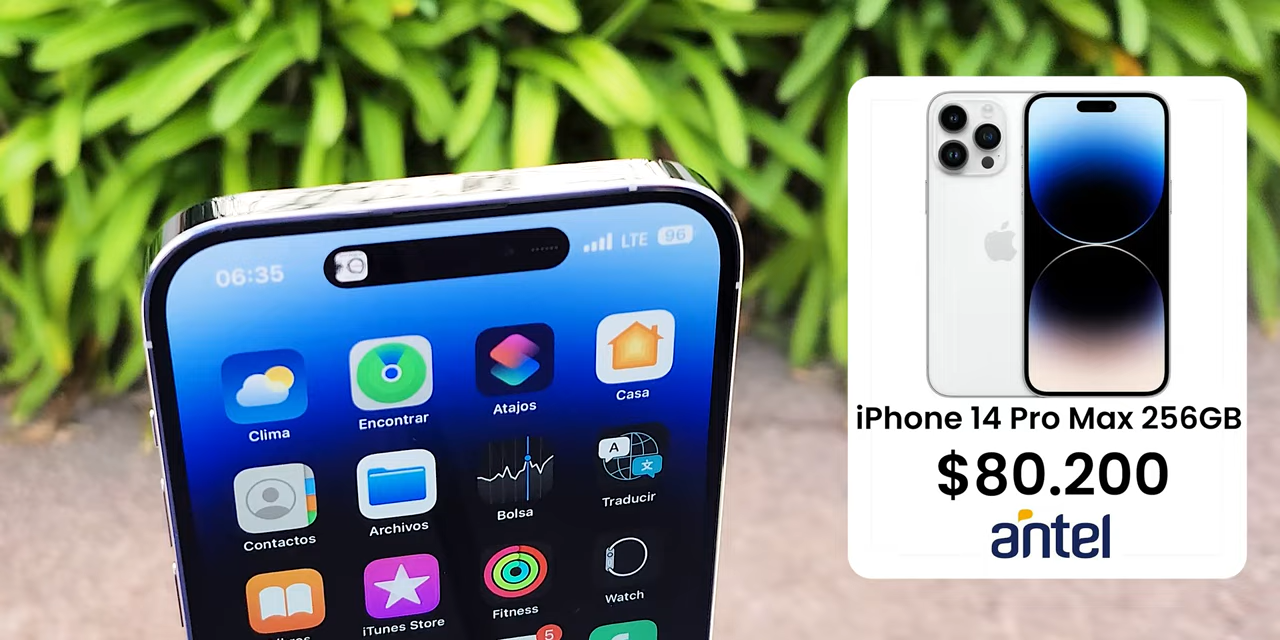 06:35
LTE 96
Clima
Encontrar
Atajos
Casa
A
Contactos
Archivos
Bolsa
Traducir
iTunes Store
Fitness
Watch
5
iPhone 14 Pro Max 256GB
$80.200
antel